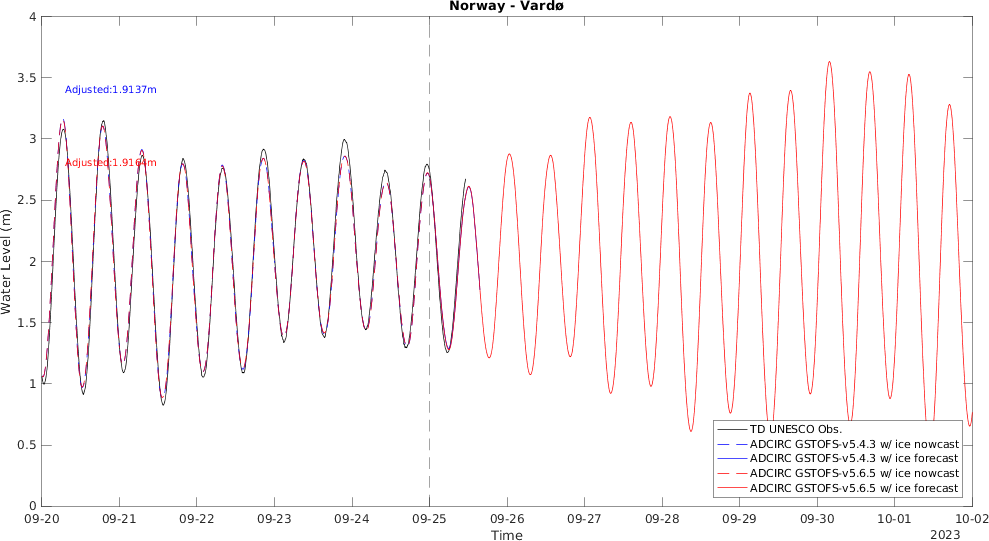 Norway - Vardø
4
3.5
3
2.5
2
1.5
1
0.5
0
Water Level (m)
Adjusted:1.9137m
Adjusted:1.9164m
TD UNESCO Obs.
ADCIRC GSTOFS-v5.4.3 w/ ice nowcast
ADCIRC GSTOFS-v5.4.3 w/ ice forecast
ADCIRC GSTOFS-v5.6.5 w/ ice nowcast
ADCIRC GSTOFS-v5.6.5 w/ ice forecast
09-20 09-21 09-22 09-23 09-24 09-25 09-26 09-27 09-28 09-29 09-30 10-01 10-02
Time
2023